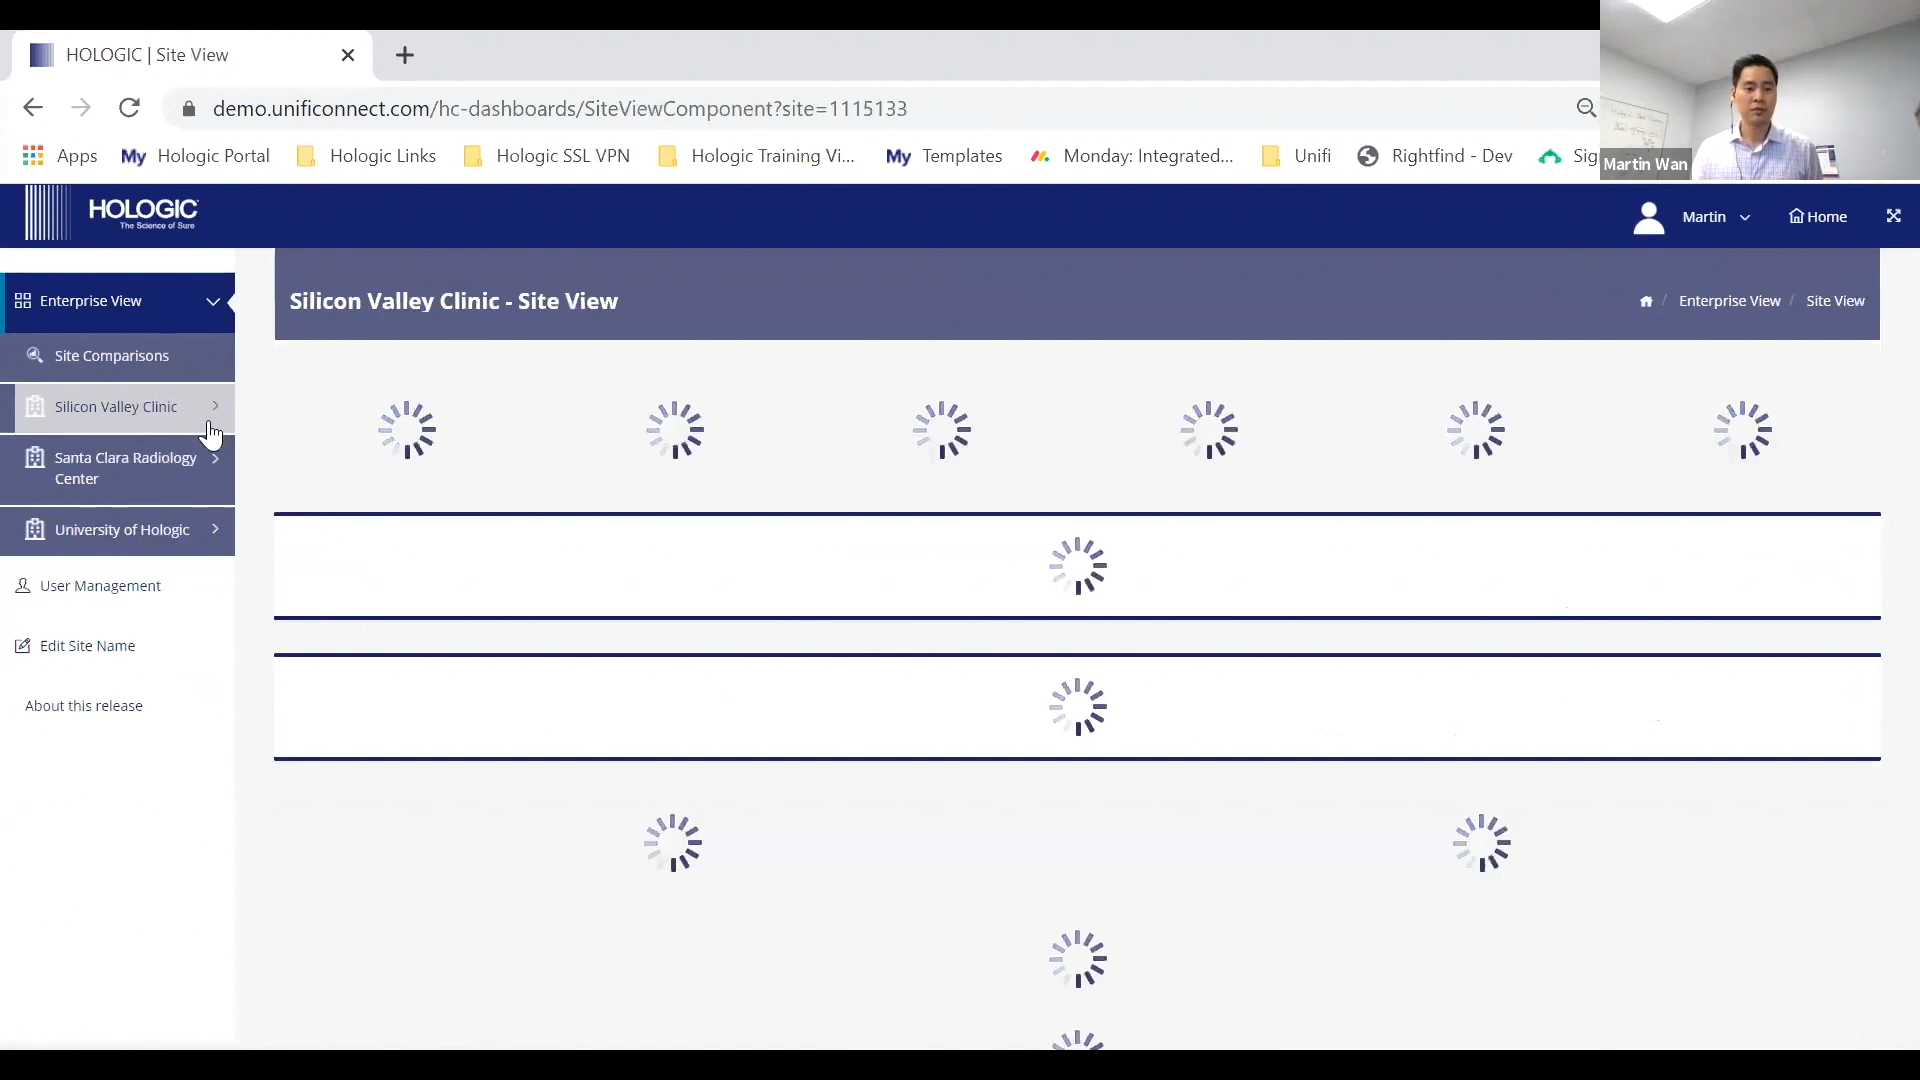 HOLOGIC | Site View
demo.unificonnect.com/hc-dashboards/SiteViewComponent?site=1115133
Apps My Hologic Portal Hologic Links Hologic SSL VPN Hologic Training Vi... My Templates Monday: Integrated... Unifi Rightfind - Dev Sig
Martin Wan
HOLOGIC
The Science of Sure
Martin Home
Enterprise View
Silicon Valley Clinic - Site View
/ Enterprise View / Site View
Site Comparisons
Silicon Valley Clinic
Santa Clara Radiology
Center
University of Hologic
User Management
Edit Site Name
About this release